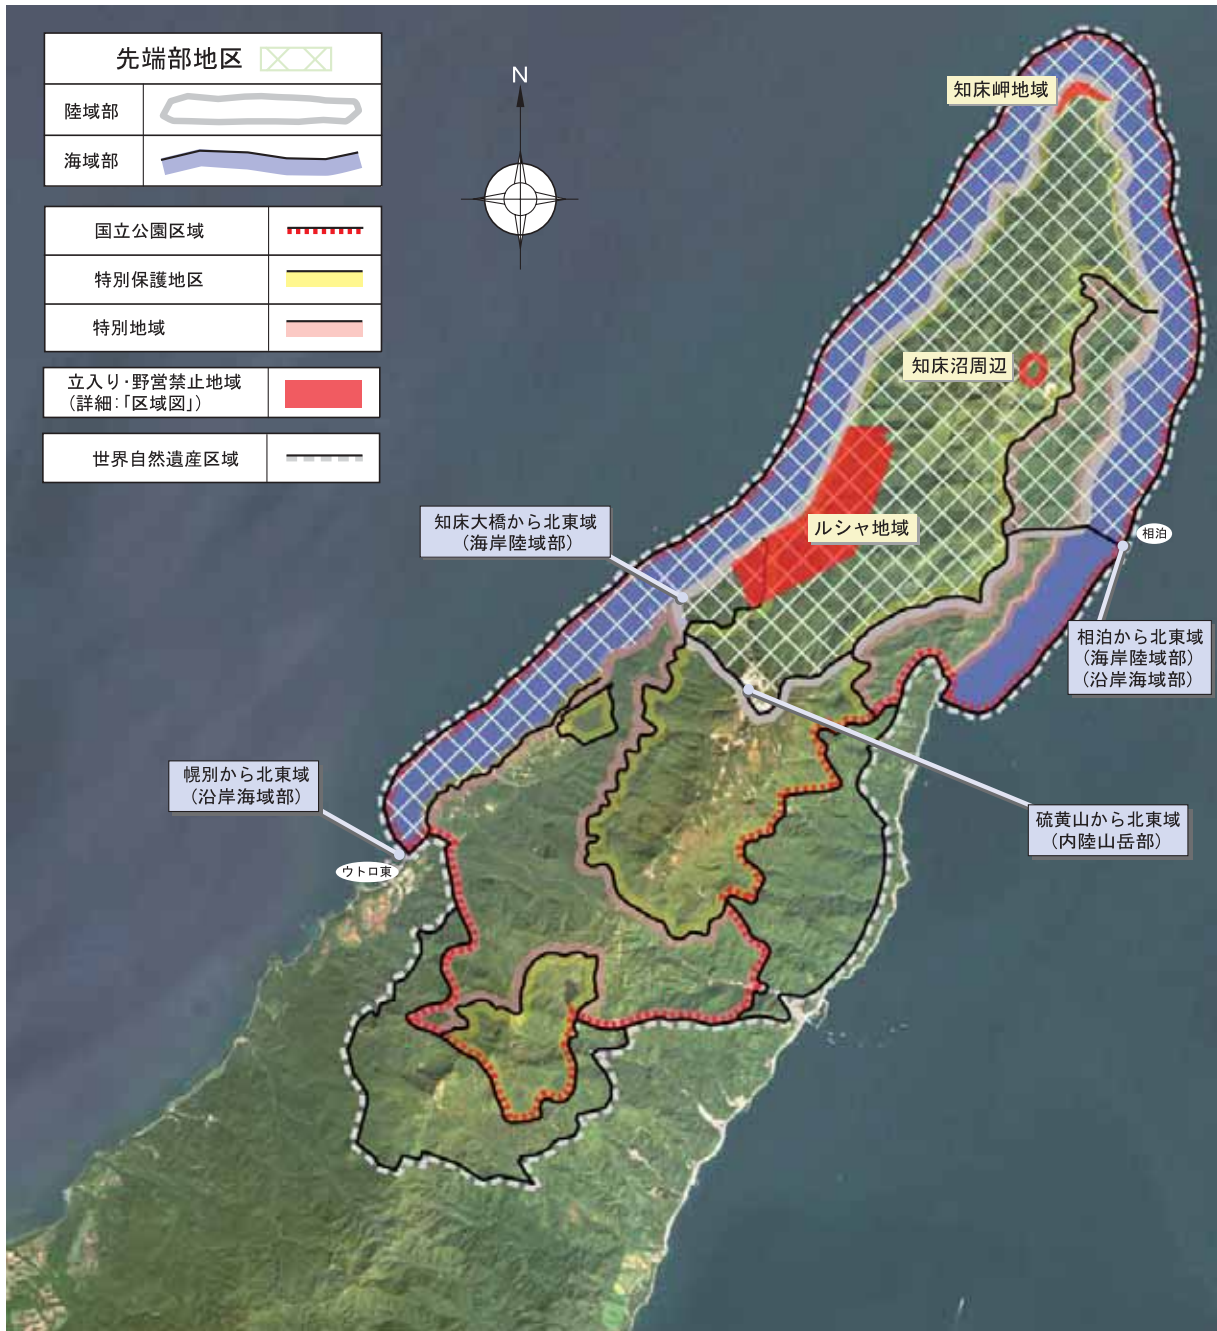 先端部地区
陸域部
海域部
国立公園区域
特別保護地区
特別地域
立入り・野営禁止地域
(詳細:「区域図」)
世界自然遺産区域
N
知床岬地域
知床沼周辺
ルシャ地域
知床大橋から北東域
(海岸陸域部)
相泊
相泊から北東域
(海岸陸域部)
(沿岸海域部)
幌別から北東域
(沿岸海域部)
ウトロ東
硫黄山から北東域
(内陸山岳部)